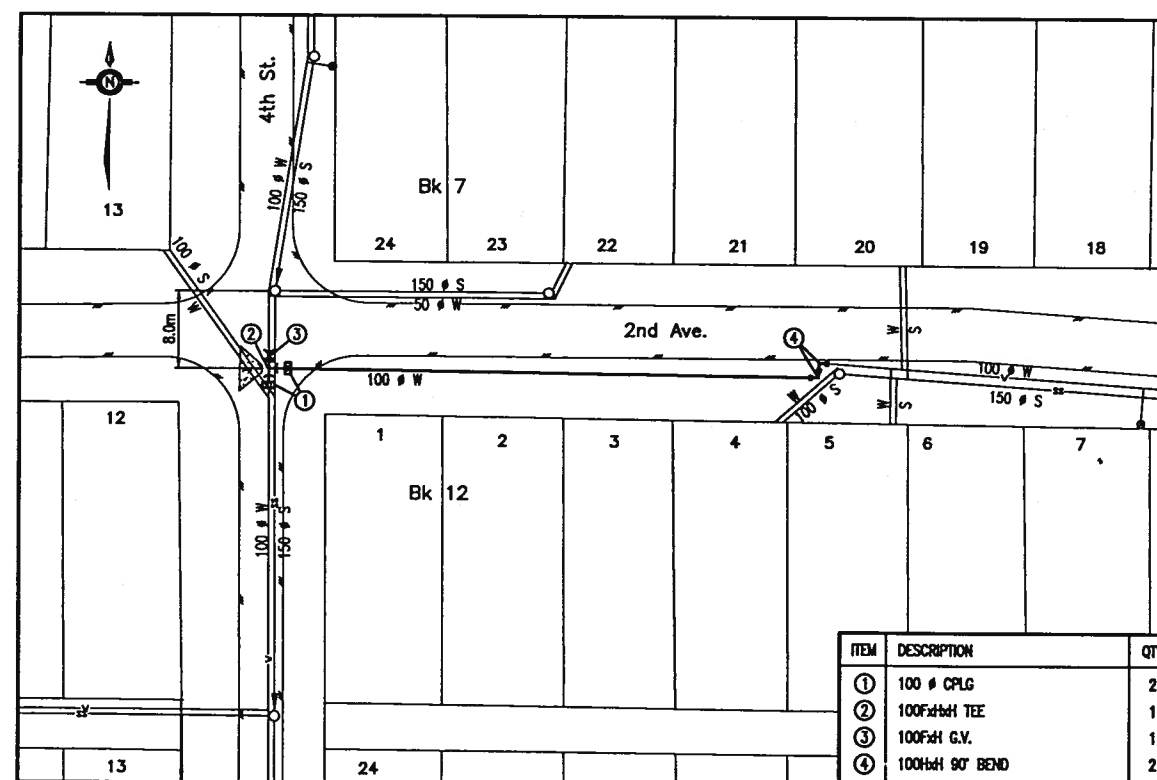 N
13
4th St.
100 ø W
150 ø S
Bk 7
24
23
22
21
20
19
18
100 ø S
W
8.0m
150 ø S
50 ø W
2nd Ave.
W
S
2
3
1
4
100 ø W
100 ø W
150 ø S
W
100 ø S
W
S
12
1
2
3
4
5
6
7
Bk 12
100 ø W
150 ø S
13
24
ITEM DESCRIPTION QT
1 100 ø CPLG 2
2 100FxHxH TEE 1
3 100FxH G.V. 1
4 100HxH 90° BEND 2